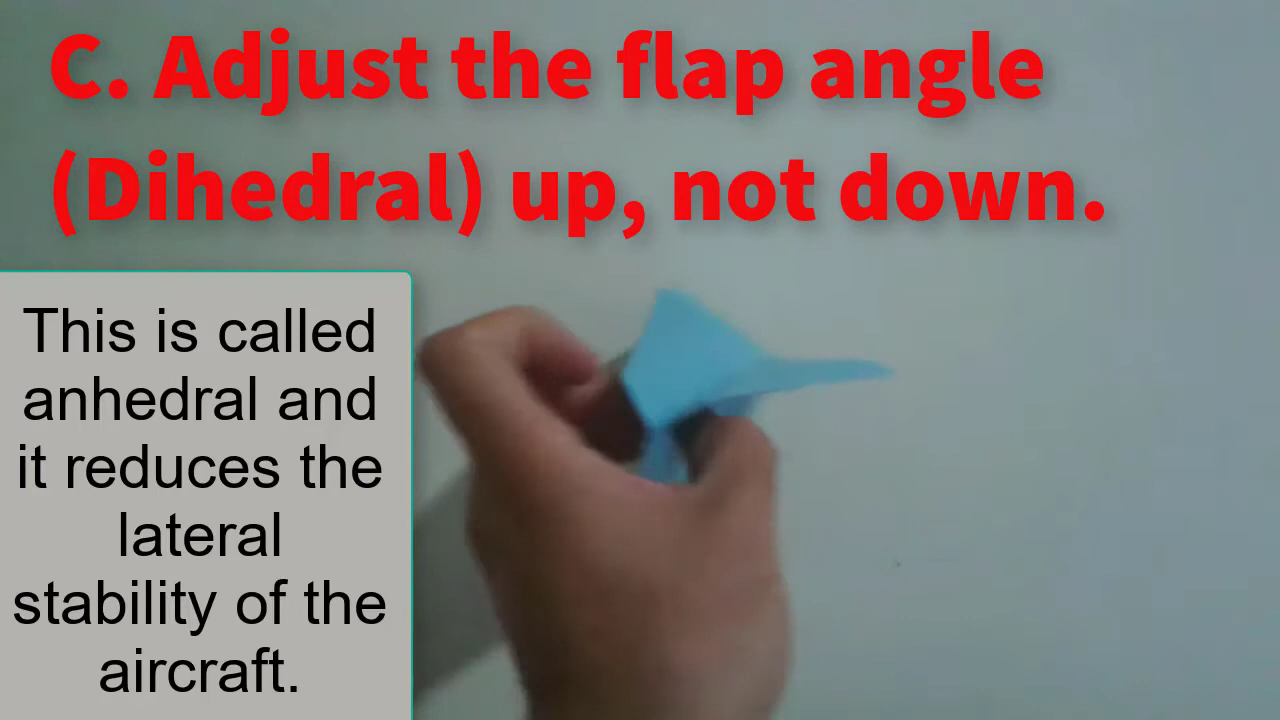 C. Adjust the flap angle
(Dihedral) up, not down.
This is called
anhedral and
it reduces the
lateral
stability of the
aircraft.